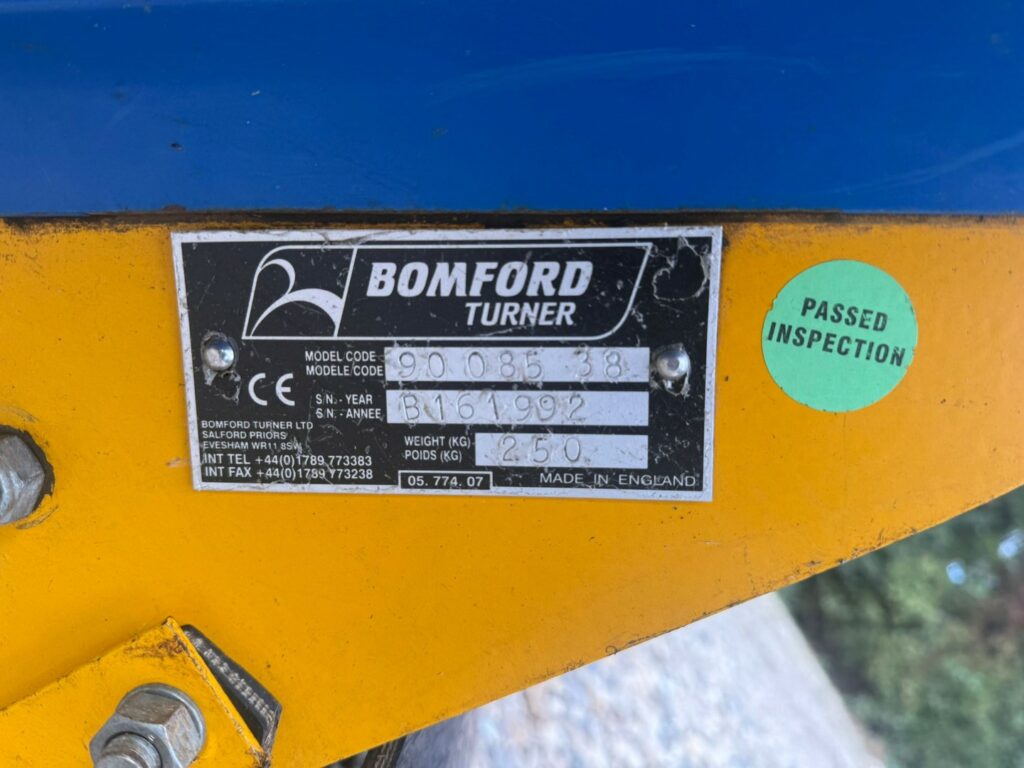 BOMFORD
TURNER
MODEL CODE
MODELE/CODE
90 085 38
CE
S/N.- YEAR
S/N.- ANNEE
B161992
BOMFORD TURNER LTD
SALFORD PRIORS
EVESHAM WR11 8SW
INT TEL +44(0)1789 773383
INT FAX +44(0)1789 773238
WEIGHT (KG)
POIDS (KG)
250
05. 774. 07
MADE IN ENGLAND
PASSED
INSPECTION